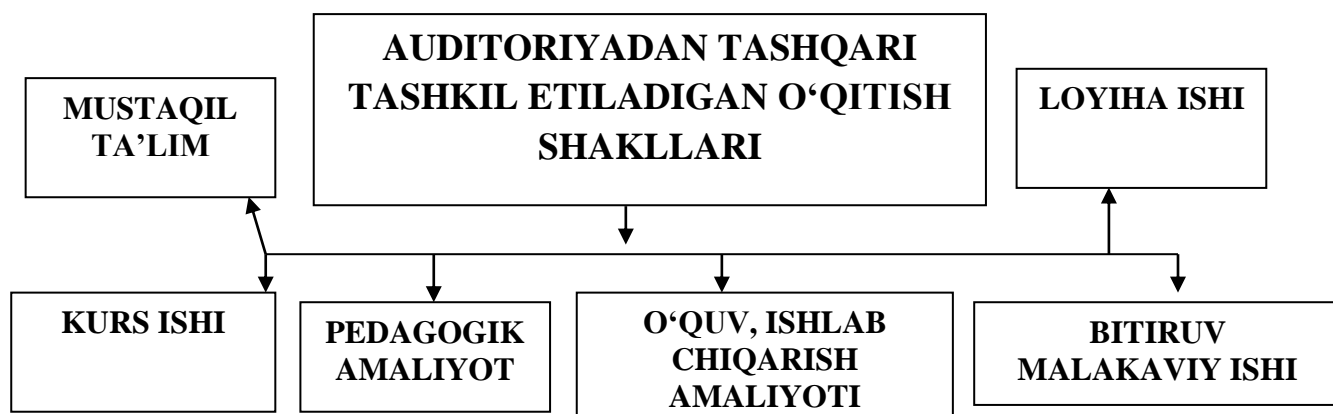 AUDITORIYADAN TASHQARI
TASHKIL ETILADIGAN O‘QITISH
SHAKLLARI
MUSTAQIL
TA’LIM
LOYIHA ISHI
KURS ISHI
PEDAGOGIK
AMALIYOT
O‘QUV, ISHLAB
CHIQARISH
AMALIYOTI
BITIRUV
MALAKAVIY ISHI